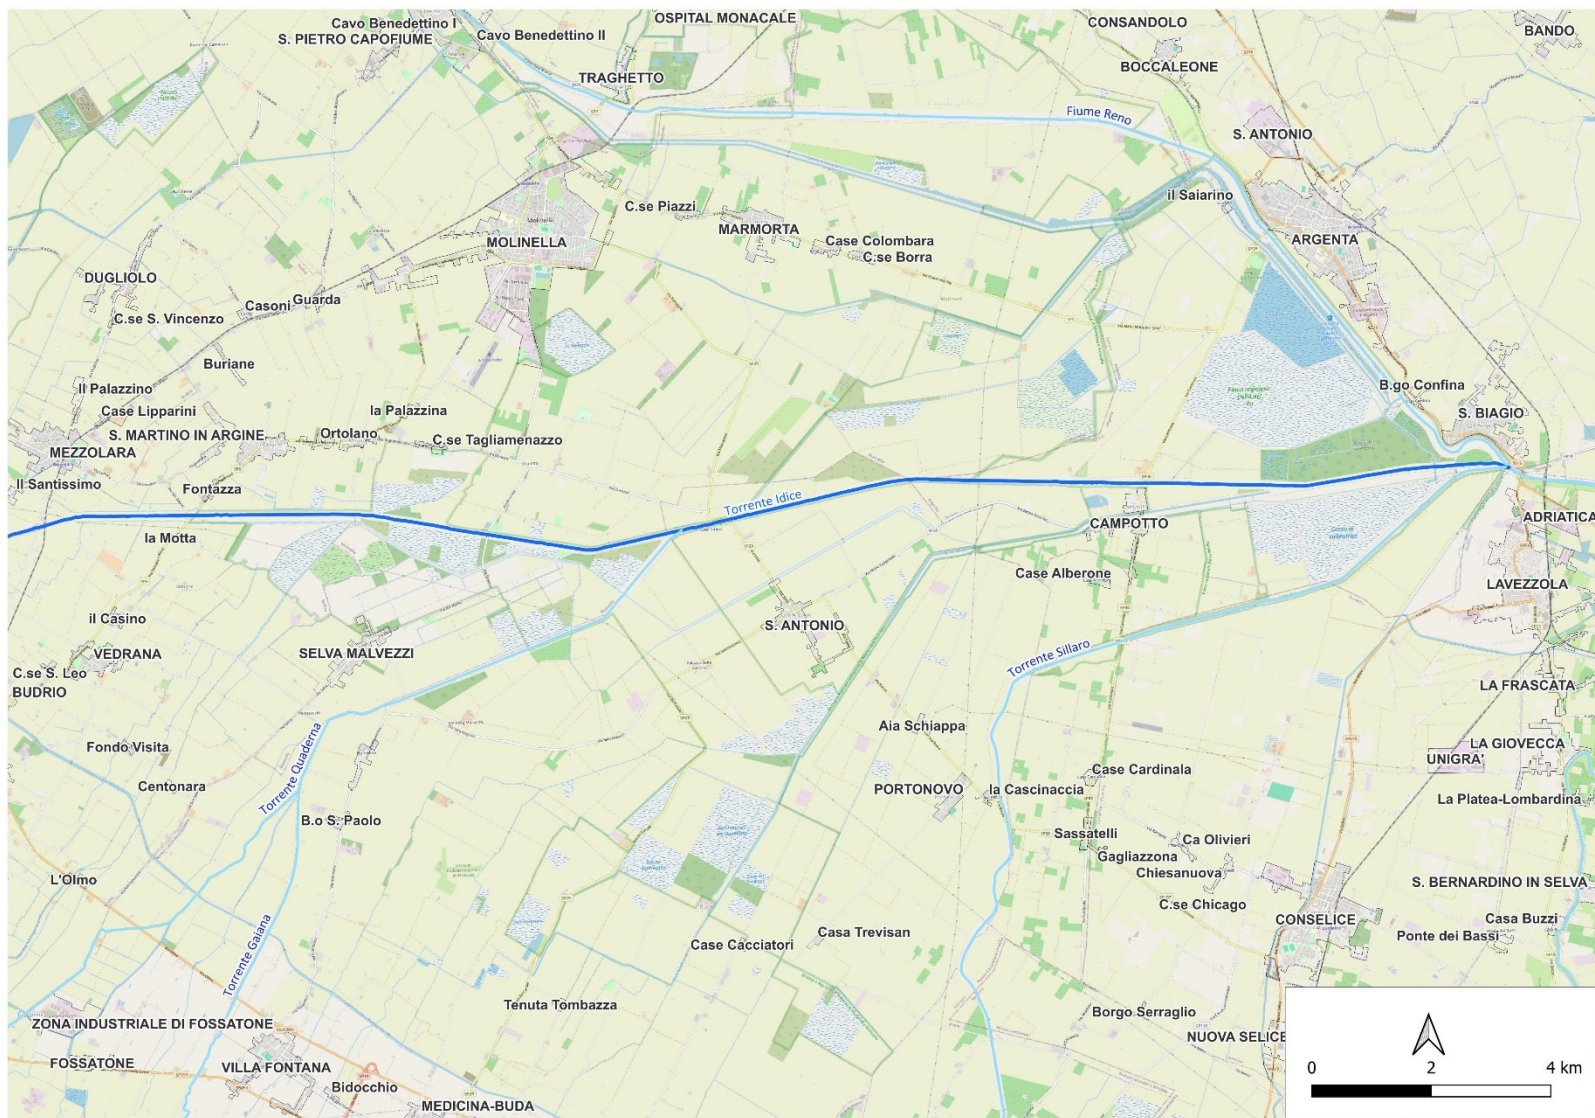 Cavo Benedettino I
S. PIETRO CAPOFIUME
Cavo Benedettino II
OSPITAL MONACALE
CONSANDOLO
BANDO
TRAGHETTO
BOCCALEONE
Fiume Reno
S. ANTONIO
il Saiarino
C.se Piazzi
MARMORTA
Case Colombara
C.se Borra
ARGENTA
Molinella
MOLINELLA
DUGLIOLO
Casoni
Guarda
C.se S. Vincenzo
Buriane
Il Palazzino
Case Lipparini
la Palazzina
S. MARTINO IN ARGINE
Ortolano
C.se Tagliamenazzo
MEZZOLARA
Il Santissimo
Fontazza
B.go Confina
S. BIAGIO
Torrente Idice
la Motta
CAMPOTTO
ADRIATICA
Case Alberone
LAVEZZOLA
il Casino
VEDRANA
SELVA MALVEZZI
S. ANTONIO
C.se S. Leo
BUDRIO
Torrente Sillaro
LA FRASCATA
Aia Schiappa
Fondo Visita
Torrente Quaderna
LA GIOVECCA
UNIGRA'
Centonara
PORTONOVO
la Cascinaccia
Case Cardinala
La Platea-Lombardina
B.o S. Paolo
Sassatelli
Ca Olivieri
Gagliazzona
Chiesanuova
L'Olmo
S. BERNARDINO IN SELVA
C.se Chicago
CONSELICE
Casa Buzzi
Ponte dei Bassi
Torrente Gaiana
Case Cacciatori
Casa Trevisan
Tenuta Tombazza
Borgo Serraglio
ZONA INDUSTRIALE DI FOSSATONE
NUOVA SELICE
FOSSATONE
VILLA FONTANA
Bidocchio
MEDICINA-BUDA
0 2 4 km